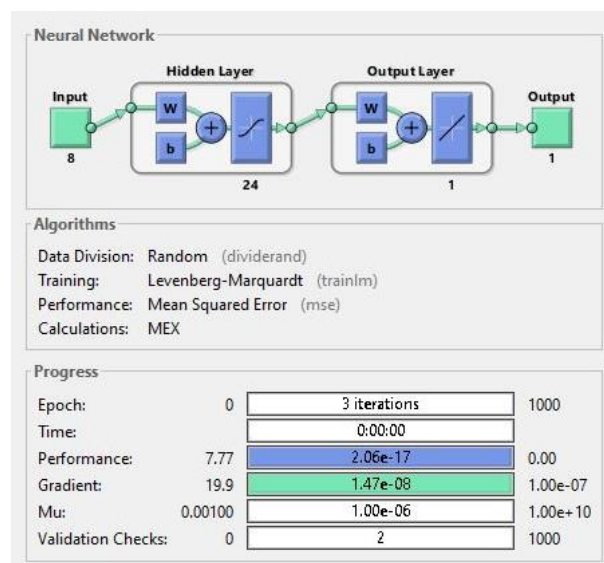 Neural Network
Hidden Layer Output Layer
Input Output
W W
b b
8 1
24 1
Algorithms
Data Division: Random (dividerand)
Training: Levenberg-Marquardt (trainlm)
Performance: Mean Squared Error (mse)
Calculations: MEX
Progress
Epoch: 0 3 iterations 1000
Time: 0:00:00
Performance: 7.77 2.06e-17 0.00
Gradient: 19.9 1.47e-08 1.00e-07
Mu: 0.00100 1.00e-06 1.00e+10
Validation Checks: 0 2 1000